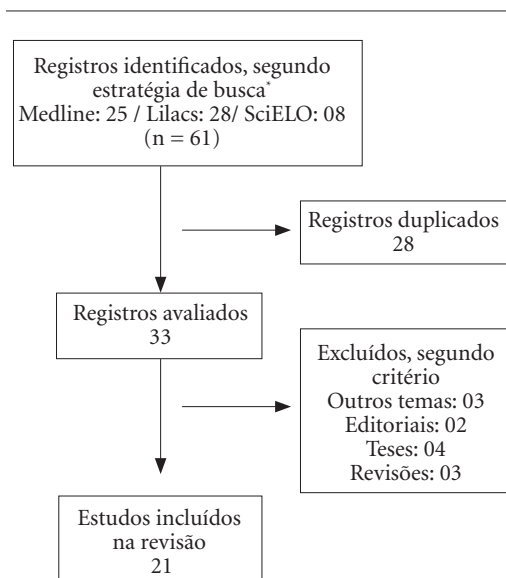 Registros identificados, segundo
estratégia de busca*
Medline: 25 / Lilacs: 28/ SciELO: 08
(n = 61)
Registros duplicados
28
Registros avaliados
33
Excluídos, segundo
critério
Outros temas: 03
Editoriais: 02
Teses: 04
Revisões: 03
Estudos incluídos
na revisão
21